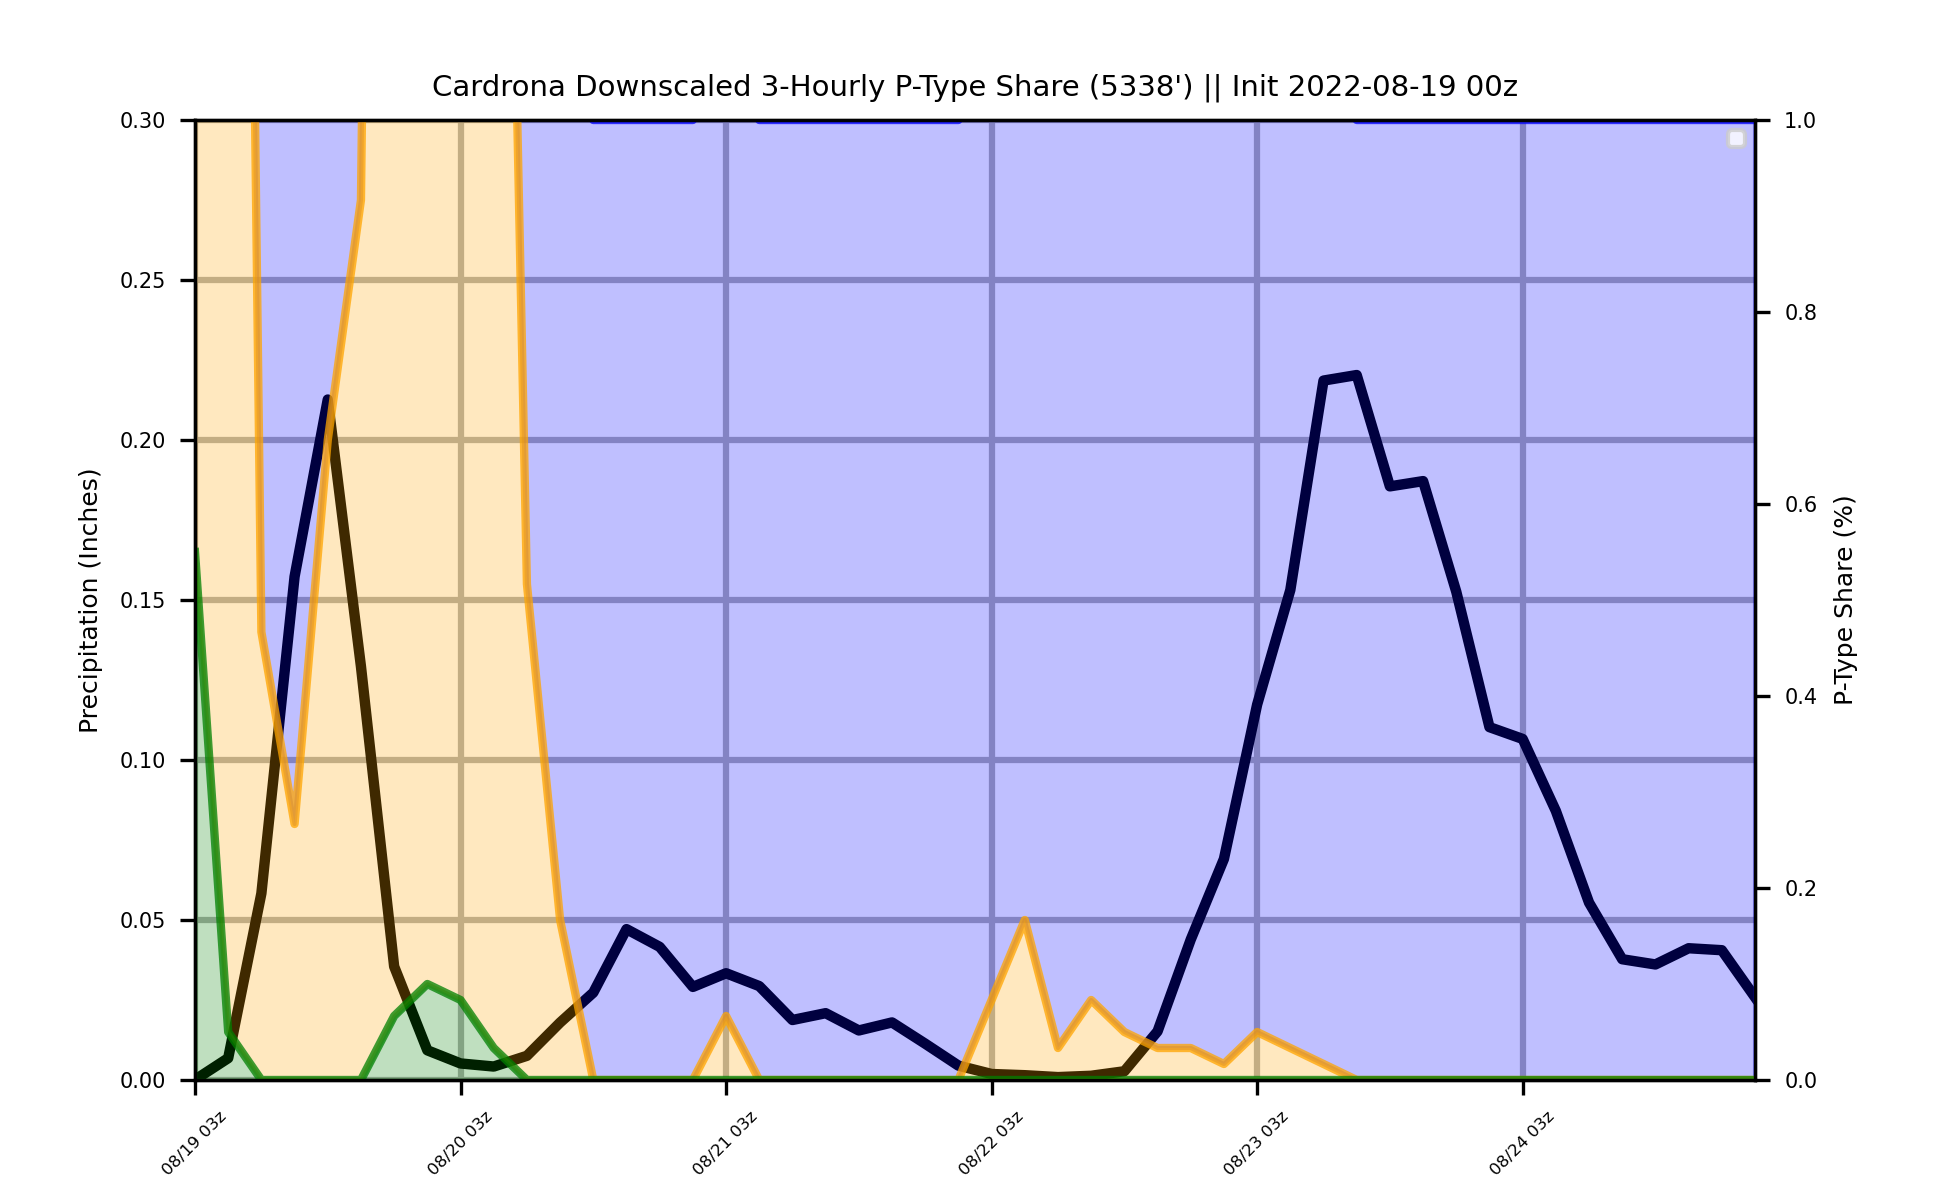 Cardrona Downscaled 3-Hourly P-Type Share (5338') || Init 2022-08-19 00z
0.30
0.25
0.20
0.15
0.10
0.05
0.00
Precipitation (Inches)
1.0
0.8
0.6
0.4
0.2
0.0
P-Type Share (%)
08/19 03z
08/20 03z
08/21 03z
08/22 03z
08/23 03z
08/24 03z